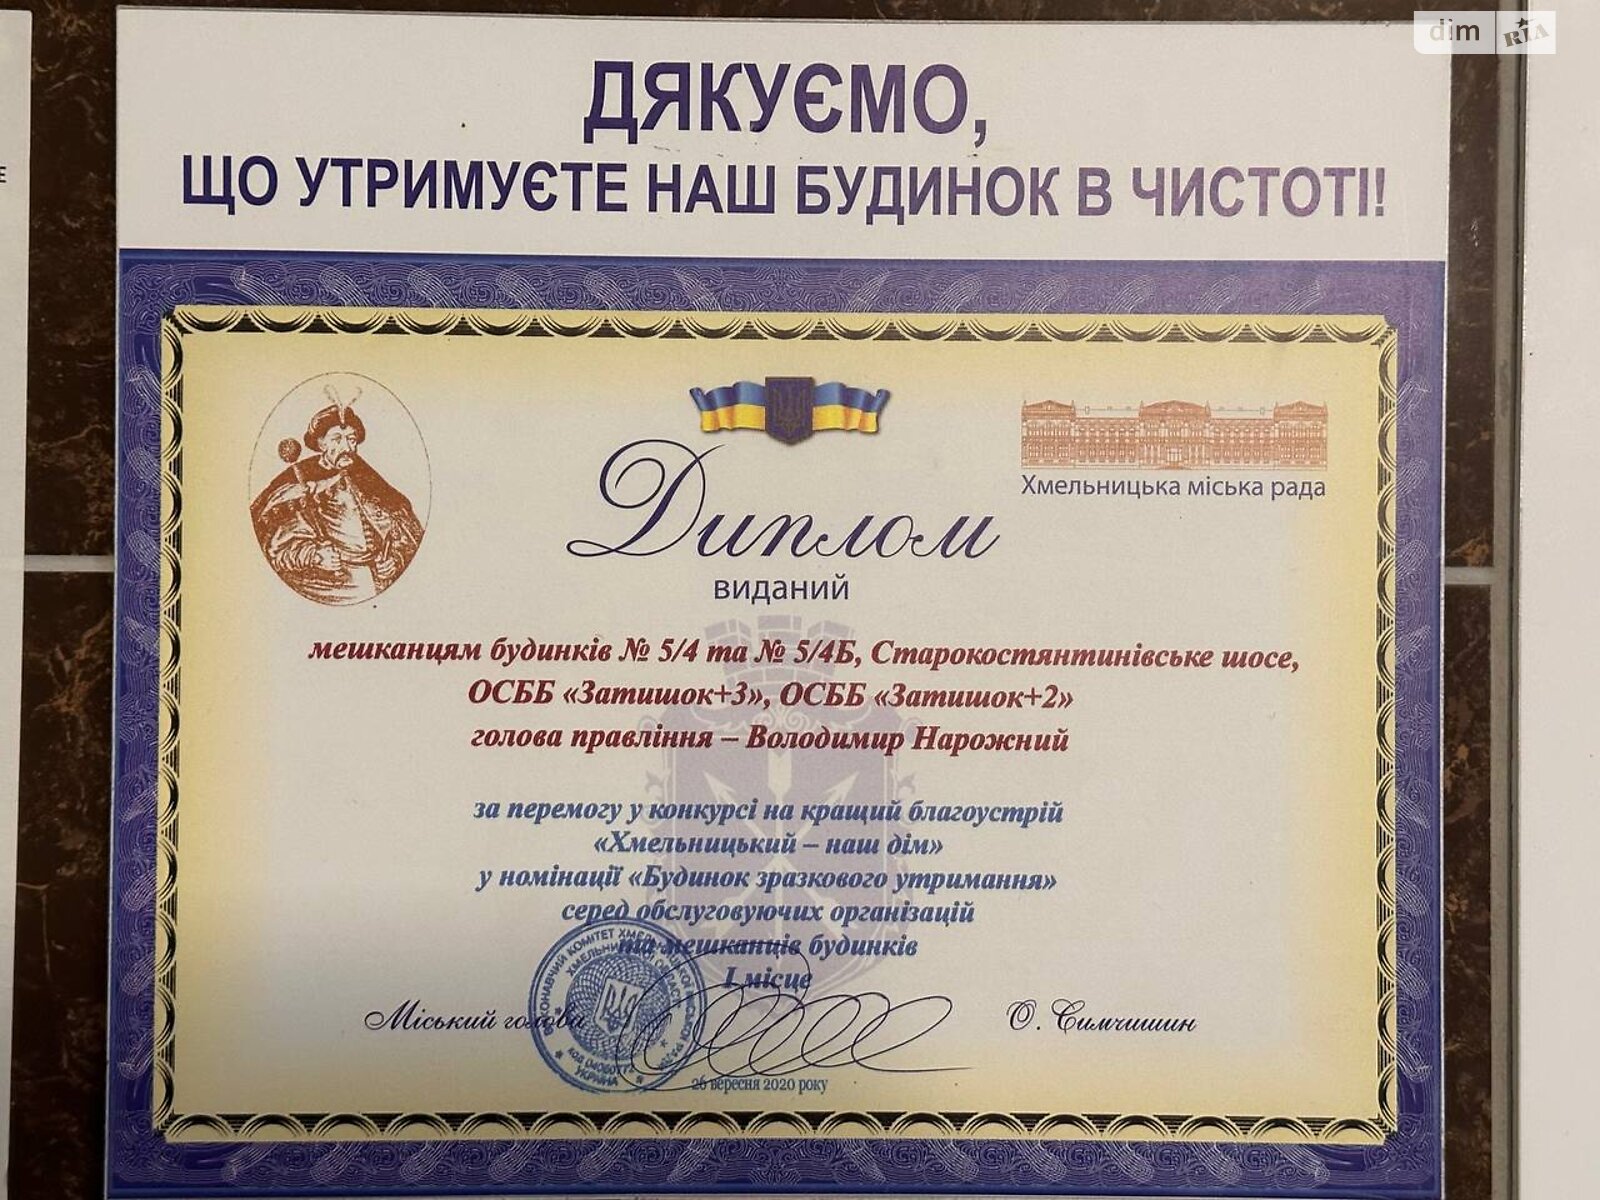 dim RIA
ДЯКУЄМО,
ЩО УТРИМУЄТЕ НАШ БУДИНОК В ЧИСТОТІ!
Е
Хмельницька міська рада
Диплом
виданий
мешканцям будинків № 5/4 та № 5/4Б, Старокостянтинівське шосе,
ОСББ «Затишок+3», ОСББ «Затишок+2»
голова правління – Володимир Нарожний
за перемогу у конкурсі на кращий благоустрій
«Хмельницький – наш дім»
у номінації «Будинок зразкового утримання»
серед обслуговуючих організацій
та мешканців будинків
І місце
Міський голова
О. Симчишин
26 вересня 2020 року
КОМІТЕТ
УКРАЇНА